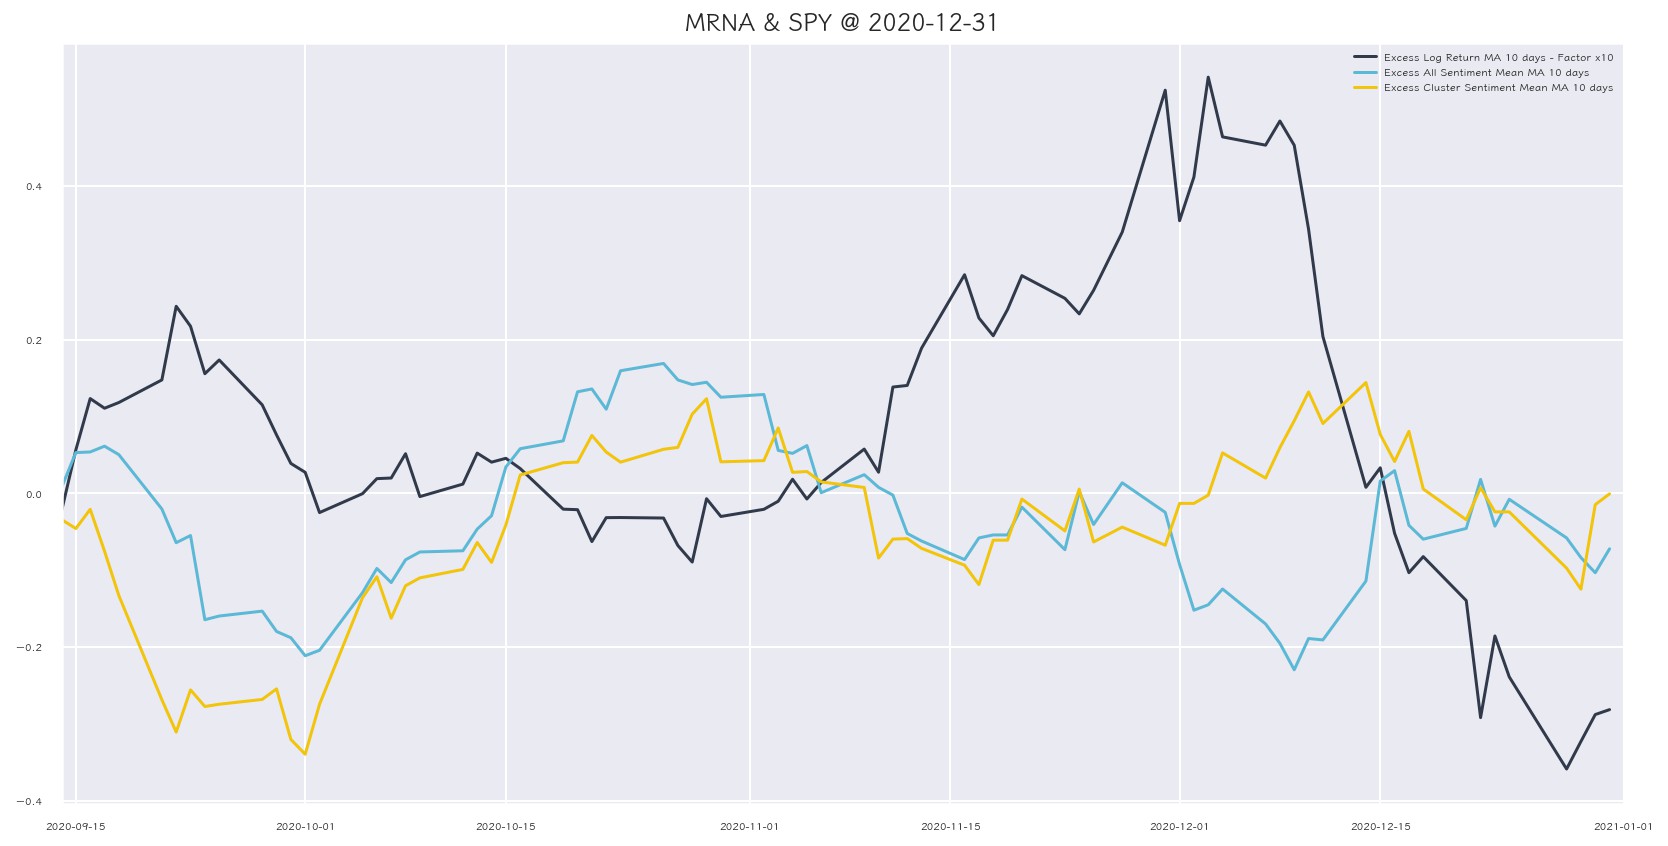 MRNA & SPY @ 2020-12-31
Excess Log Return MA 10 days - Factor x10
Excess All Sentiment Mean MA 10 days
Excess Cluster Sentiment Mean MA 10 days
0.4
0.2
0.0
−0.2
−0.4
2020-09-15 2020-10-01 2020-10-15 2020-11-01 2020-11-15 2020-12-01 2020-12-15 2021-01-01